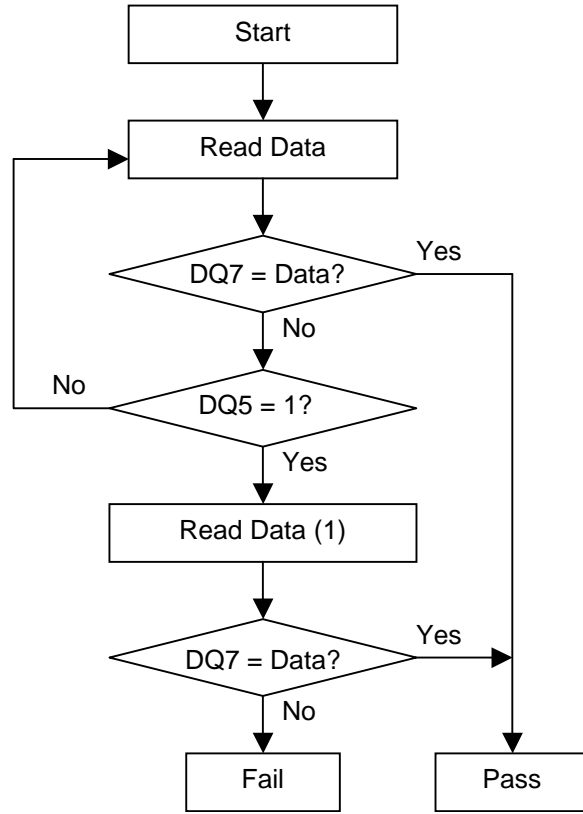 Start
Read Data
DQ7 = Data?
Yes
No
DQ5 = 1?
No
Yes
Read Data (1)
DQ7 = Data?
Yes
No
Fail
Pass